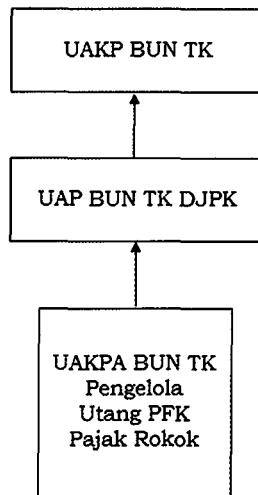 UAKP BUN TK
UAP BUN TK DJPK
UAKPA BUN TK
Pengelola
Utang PFK
Pajak Rokok